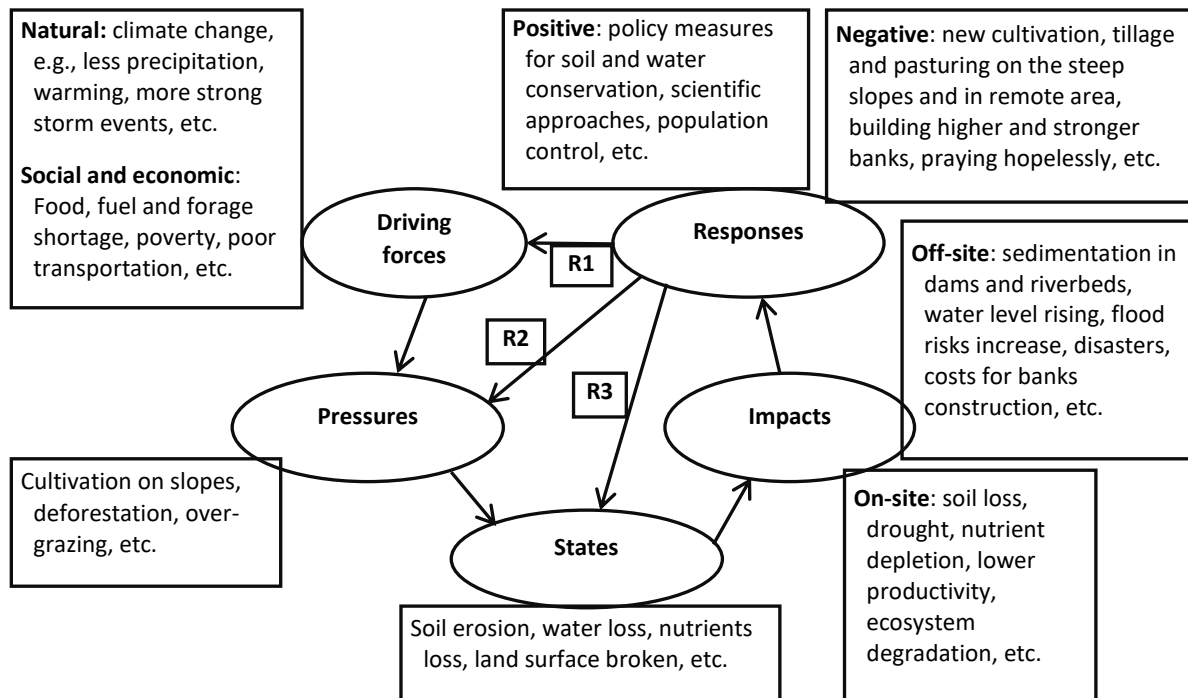 Natural: climate change,
e.g., less precipitation,
warming, more strong
storm events, etc.
Social and economic:
Food, fuel and forage
shortage, poverty, poor
transportation, etc.
Positive: policy measures
for soil and water
conservation, scientific
approaches, population
control, etc.
Negative: new cultivation, tillage
and pasturing on the steep
slopes and in remote area,
building higher and stronger
banks, praying hopelessly, etc.
Driving
forces
Responses
R1
R2
R3
Off-site: sedimentation in
dams and riverbeds,
water level rising, flood
risks increase, disasters,
costs for banks
construction, etc.
Pressures
Impacts
Cultivation on slopes,
deforestation, over-
grazing, etc.
States
On-site: soil loss,
drought, nutrient
depletion, lower
productivity,
ecosystem
degradation, etc.
Soil erosion, water loss, nutrients
loss, land surface broken, etc.